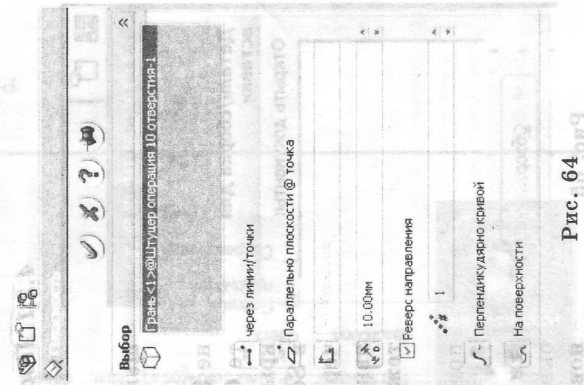 Выбор
Грань<1>@Штуцер операция 10 отверстия-1
через линии/точки
Параллельно плоскости @ точка
10.00мм
Реверс направления
1
Перпендикулярно кривой
На поверхности
Рис. 64